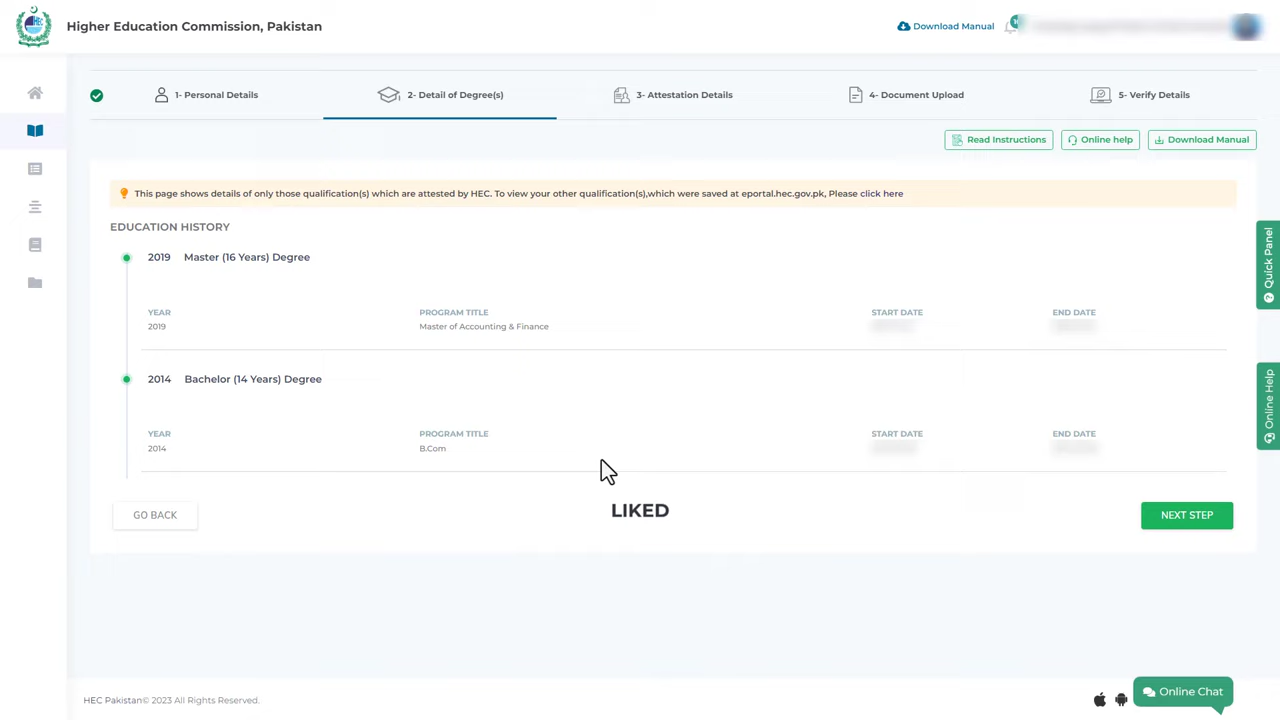 Higher Education Commission, Pakistan
Download Manual
1- Personal Details
2- Detail of Degree(s)
3- Attestation Details
4- Document Upload
5- Verify Details
Read Instructions
Online help
Download Manual
This page shows details of only those qualification(s) which are attested by HEC. To view your other qualification(s),which were saved at eportal.hec.gov.pk, Please click here
EDUCATION HISTORY
2019 Master (16 Years) Degree
YEAR PROGRAM TITLE START DATE END DATE
2019 Master of Accounting & Finance
2014 Bachelor (14 Years) Degree
YEAR PROGRAM TITLE START DATE END DATE
2014 B.Com
LIKED
GO BACK
NEXT STEP
Quick Panel
Online Help
HEC Pakistan© 2023 All Rights Reserved.
Online Chat